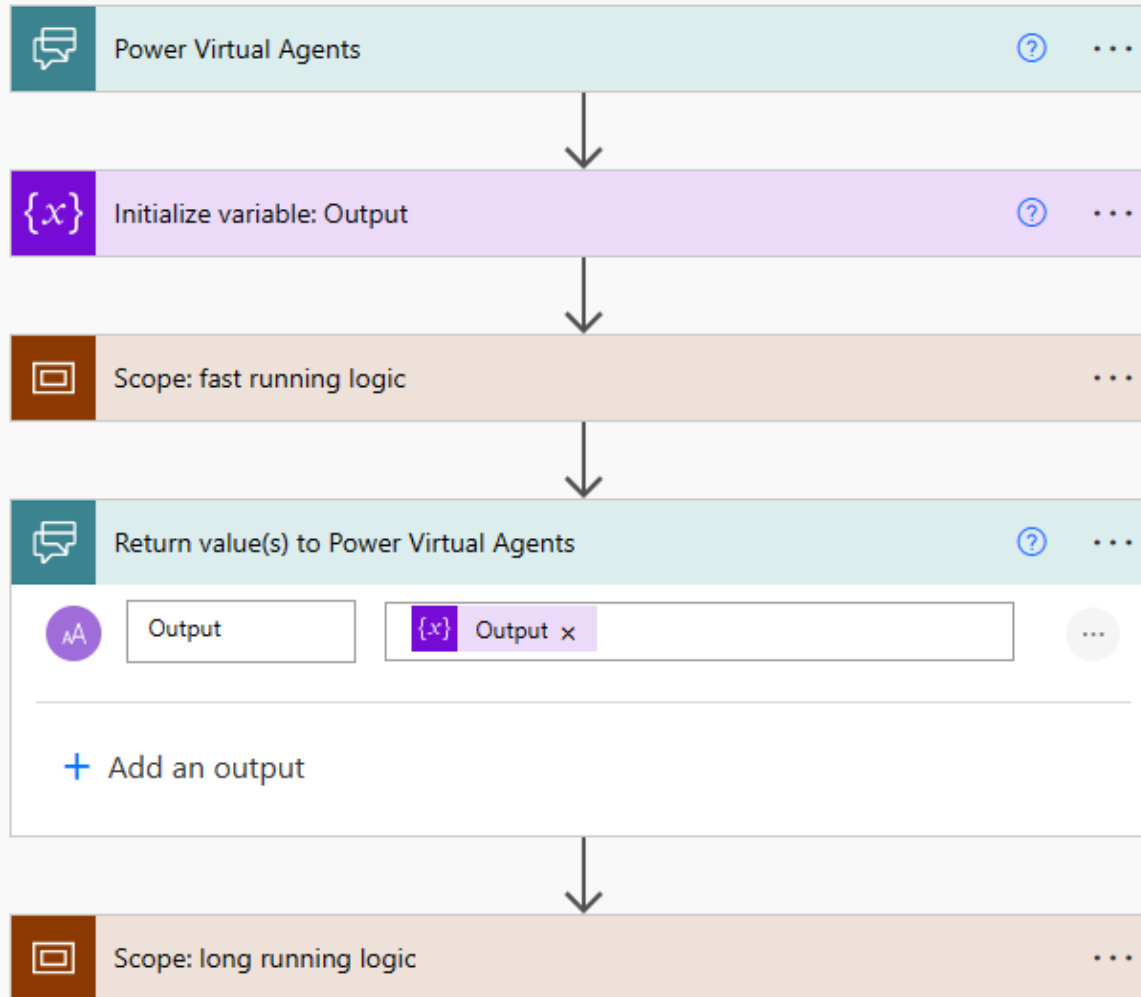 Power Virtual Agents
{x} Initialize variable: Output
Scope: fast running logic
Return value(s) to Power Virtual Agents
AA Output {x} Output ×
+ Add an output
Scope: long running logic